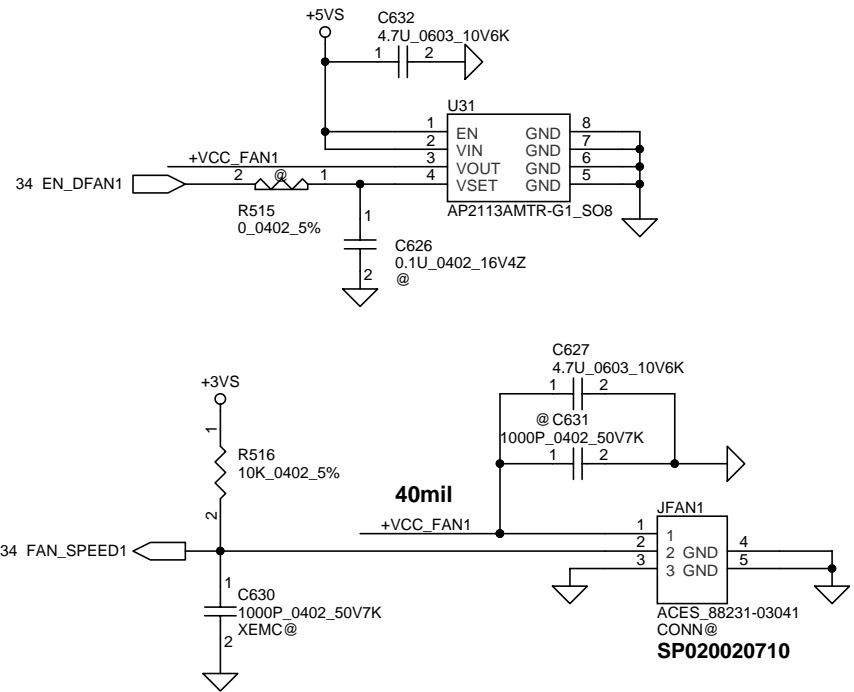 +5VS
C632
4.7U_0603_10V6K
1 2
U31
1 EN GND 8
2 VIN GND 7
+VCC_FAN1 3 VOUT GND 6
34 EN_DFAN1 2 @ 1 4 VSET GND 5
AP2113AMTR-G1_SO8
R515
0_0402_5%
1
C626
0.1U_0402_16V4Z
2
@
C627
4.7U_0603_10V6K
1 2
@ C631
1000P_0402_50V7K
1 2
+3VS
1
R516
10K_0402_5%
2
40mil
JFAN1
+VCC_FAN1 1 1
34 FAN_SPEED1 2 2 GND 4
3 3 GND 5
1
C630
1000P_0402_50V7K
XEMC@
2
ACES_88231-03041
CONN@
SP020020710